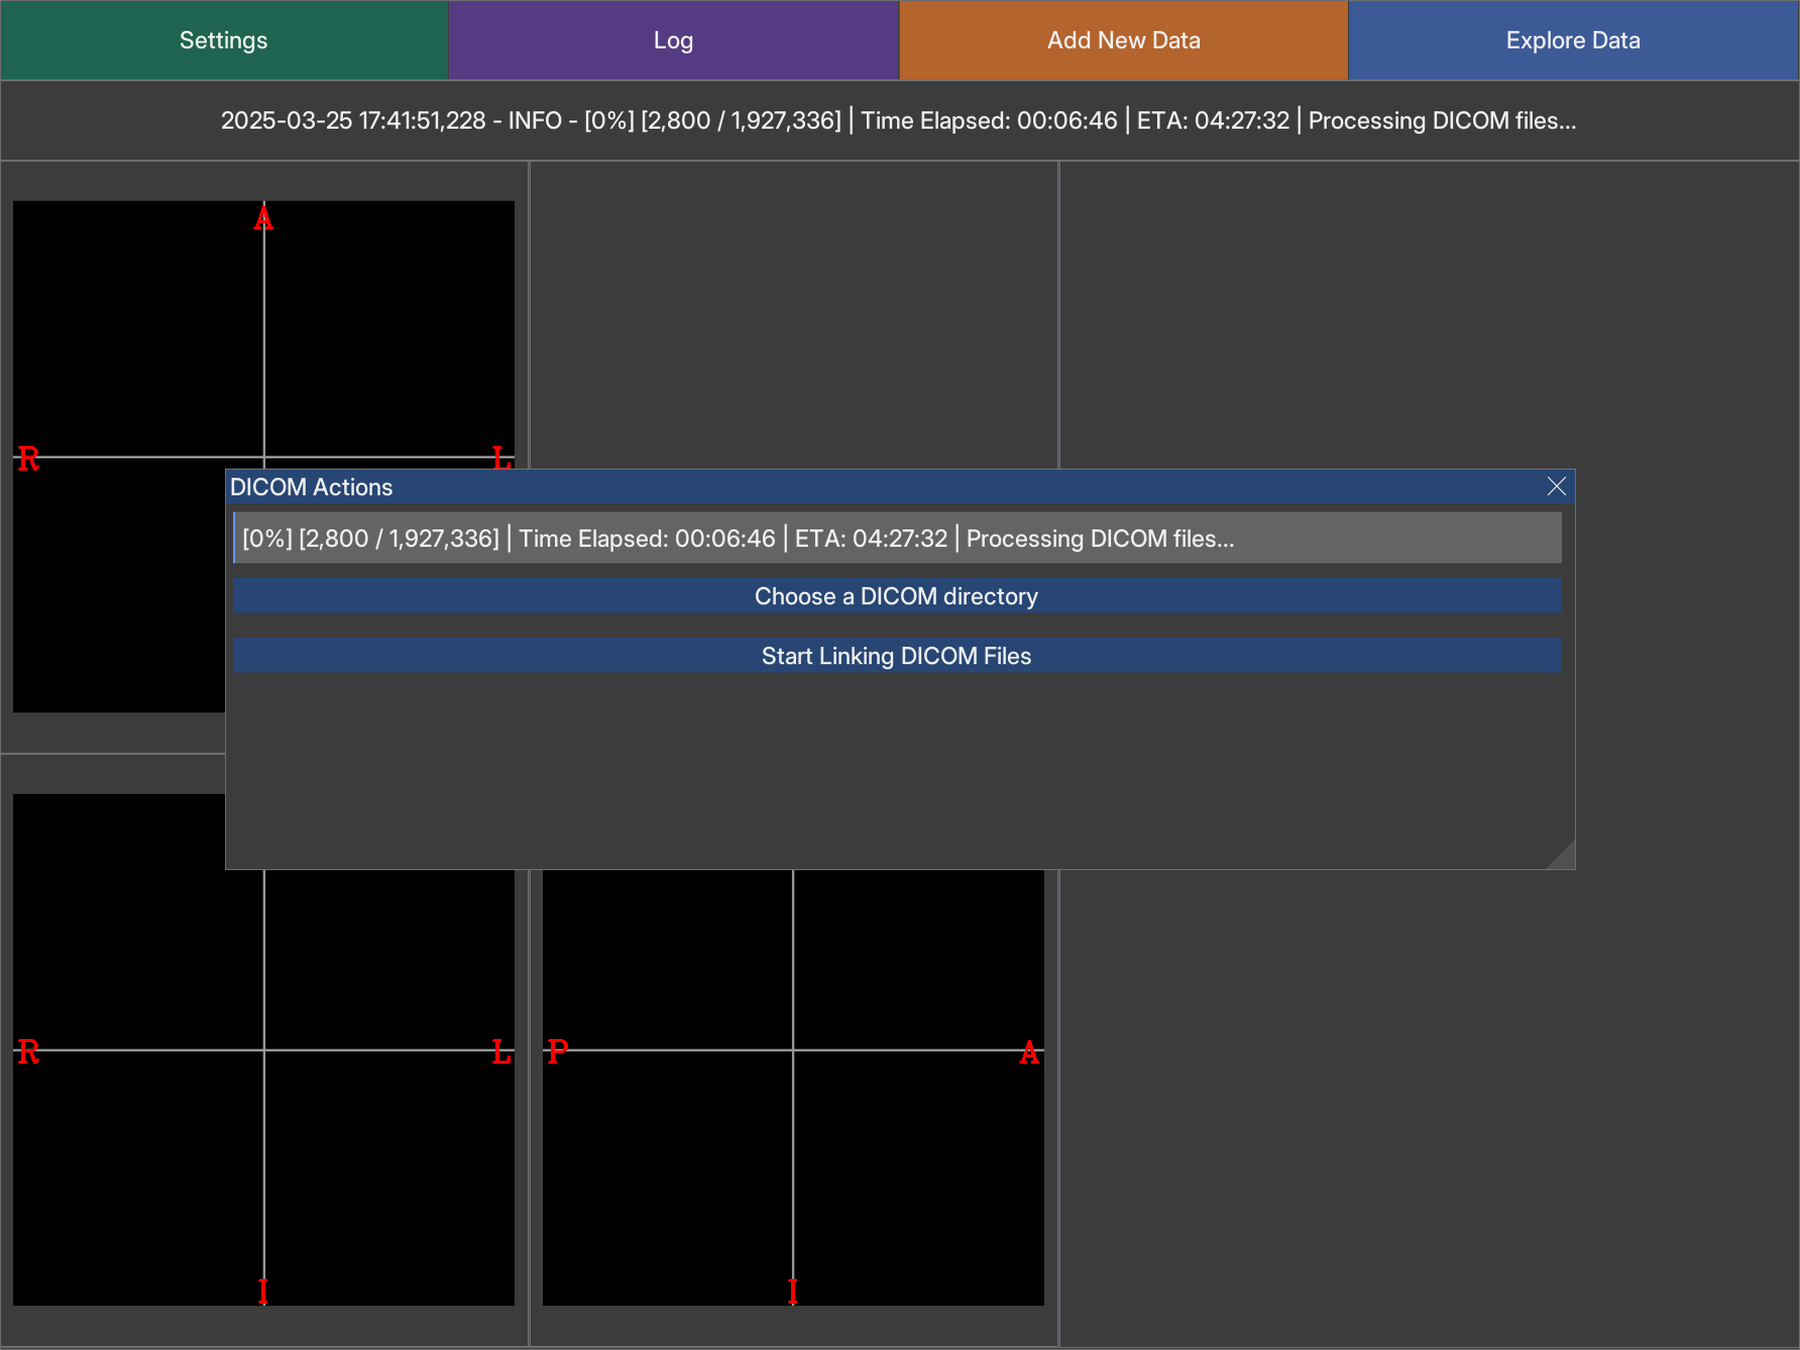 Settings
Log
Add New Data
Explore Data
2025-03-25 17:41:51,228 - INFO - [0%] [2,800 / 1,927,336] | Time Elapsed: 00:06:46 | ETA: 04:27:32 | Processing DICOM files...
A
R
L
DICOM Actions
[0%] [2,800 / 1,927,336] | Time Elapsed: 00:06:46 | ETA: 04:27:32 | Processing DICOM files...
Choose a DICOM directory
Start Linking DICOM Files
R
L
P
A
I
I